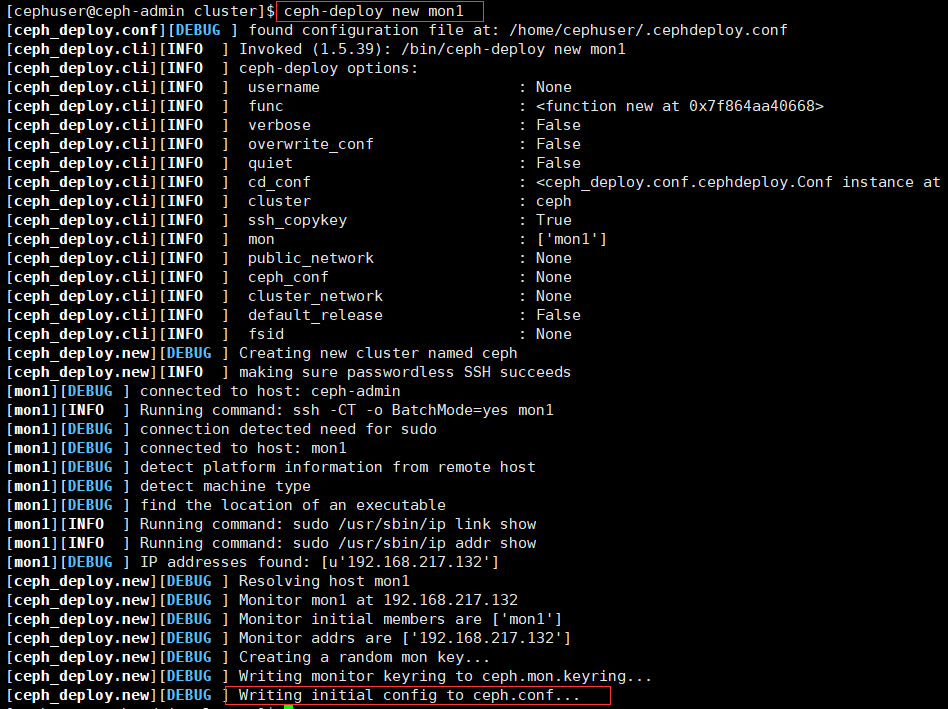 [cephuser@ceph-admin cluster]$ ceph-deploy new mon1
[ceph_deploy.conf][DEBUG ] found configuration file at: /home/cephuser/.cephdeploy.conf
[ceph_deploy.cli][INFO  ] Invoked (1.5.39): /bin/ceph-deploy new mon1
[ceph_deploy.cli][INFO  ] ceph-deploy options:
[ceph_deploy.cli][INFO  ]  username                      : None
[ceph_deploy.cli][INFO  ]  func                          : <function new at 0x7f864aa40668>
[ceph_deploy.cli][INFO  ]  verbose                       : False
[ceph_deploy.cli][INFO  ]  overwrite_conf                : False
[ceph_deploy.cli][INFO  ]  quiet                         : False
[ceph_deploy.cli][INFO  ]  cd_conf                       : <ceph_deploy.conf.cephdeploy.Conf instance at
[ceph_deploy.cli][INFO  ]  cluster                       : ceph
[ceph_deploy.cli][INFO  ]  ssh_copykey                   : True
[ceph_deploy.cli][INFO  ]  mon                           : ['mon1']
[ceph_deploy.cli][INFO  ]  public_network                : None
[ceph_deploy.cli][INFO  ]  ceph_conf                     : None
[ceph_deploy.cli][INFO  ]  cluster_network               : None
[ceph_deploy.cli][INFO  ]  default_release               : False
[ceph_deploy.cli][INFO  ]  fsid                          : None
[ceph_deploy.new][DEBUG ] Creating new cluster named ceph
[ceph_deploy.new][INFO  ] making sure passwordless SSH succeeds
[mon1][DEBUG ] connected to host: ceph-admin
[mon1][INFO  ] Running command: ssh -CT -o BatchMode=yes mon1
[mon1][DEBUG ] connection detected need for sudo
[mon1][DEBUG ] connected to host: mon1
[mon1][DEBUG ] detect platform information from remote host
[mon1][DEBUG ] detect machine type
[mon1][DEBUG ] find the location of an executable
[mon1][INFO  ] Running command: sudo /usr/sbin/ip link show
[mon1][INFO  ] Running command: sudo /usr/sbin/ip addr show
[mon1][DEBUG ] IP addresses found: [u'192.168.217.132']
[ceph_deploy.new][DEBUG ] Resolving host mon1
[ceph_deploy.new][DEBUG ] Monitor mon1 at 192.168.217.132
[ceph_deploy.new][DEBUG ] Monitor initial members are ['mon1']
[ceph_deploy.new][DEBUG ] Monitor addrs are ['192.168.217.132']
[ceph_deploy.new][DEBUG ] Creating a random mon key...
[ceph_deploy.new][DEBUG ] Writing monitor keyring to ceph.mon.keyring...
[ceph_deploy.new][DEBUG ] Writing initial config to ceph.conf...